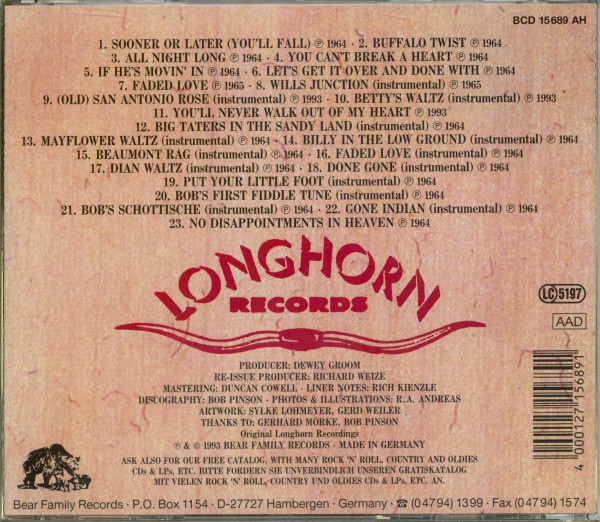 BCD 15689 AH
1. SOONER OR LATER (YOU'LL FALL) ℗ 1964 · 2. BUFFALO TWIST ℗ 1964
3. ALL NIGHT LONG ℗ 1964 · 4. YOU CAN'T BREAK A HEART ℗ 1964
5. IF HE'S MOVIN' IN ℗ 1964 · 6. LET'S GET IT OVER AND DONE WITH ℗ 1964
7. FADED LOVE ℗ 1965 · 8. WILLS JUNCTION (instrumental) ℗ 1965
9. (OLD) SAN ANTONIO ROSE (instrumental) ℗ 1993 · 10. BETTY'S WALTZ (instrumental) ℗ 1993
11. YOU'LL NEVER WALK OUT OF MY HEART ℗ 1993
12. BIG TATERS IN THE SANDY LAND ℗ 1964
13. MAYFLOWER WALTZ (instrumental) ℗ 1964 · 14. BILLY IN THE LOW GROUND (instrumental) ℗ 1964
15. BEAUMONT RAG (instrumental) ℗ 1964 · 16. FADED LOVE (instrumental) ℗ 1964
17. DIAN WALTZ (instrumental) ℗ 1964 · 18. DONE GONE (instrumental) ℗ 1964
19. PUT YOUR LITTLE FOOT (instrumental) ℗ 1964
20. BOB'S FIRST FIDDLE TUNE (instrumental) ℗ 1964
21. BOB'S SCHOTTISCHE (instrumental) ℗ 1964 · 22. GONE INDIAN (instrumental) ℗ 1964
23. NO DISAPPOINTMENTS IN HEAVEN ℗ 1964
LONGHORN
RECORDS
LC 5197
AAD
4 000127 156891
PRODUCER: DEWEY GROOM
RE-ISSUE PRODUCER: RICHARD WEIZE
MASTERING: DUNCAN COWELL · LINER NOTES: RICH KIENZLE
DISCOGRAPHY: BOB PINSON · PHOTOS & ILLUSTRATIONS: R. A. ANDREAS
ARTWORK: SYLKE LOHMEYER, GERD WEILER
THANKS TO: GERHARD MÖRKE, BOB PINSON
Original Longhorn Recordings
℗ & © 1993 BEAR FAMILY RECORDS · MADE IN GERMANY
ASK ALSO FOR OUR FREE CATALOG, WITH MANY ROCK 'N' ROLL, COUNTRY AND OLDIES
CDs & LPs, ETC. BITTE FORDERN SIE UNVERBINDLICH UNSEREN GRATISKATALOG
MIT VIELEN ROCK 'N' ROLL, COUNTRY UND OLDIES CDs & LPs, ETC. AN.
Bear Family Records · P.O. Box 1154 · D-27727 Hambergen · Germany · ☎ (04794) 1399 · Fax (04794) 1574